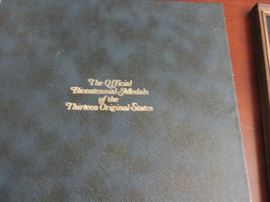 The Official
Bicentennial Medals
of the
Thirteen Original States